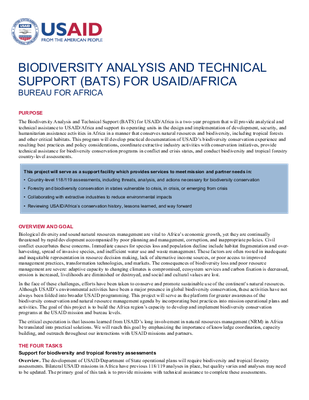 USAID
FROM THE AMERICAN PEOPLE
BIODIVERSITY ANALYSIS AND TECHNICAL
SUPPORT (BATS) FOR USAID/AFRICA
BUREAU FOR AFRICA
PURPOSE
The Biodiversity Analysis and Technical Support (BATS) for USAID/Africa is a two-year program that will provide analytical and
technical assistance to USAID/Africa and support its operating units in the design and implementation of development, security, and
humanitarian assistance activities in Africa in a manner that conserves natural resources and biodiversity, including tropical forests
and other critical habitats. This program will develop practical documentation of USAID's biodiversity conservation experience and
resulting best practices and policy considerations, coordinate extractive industry activities with conservation initiatives, provide
technical assistance for biodiversity conservation programs in conflict and crisis states, and conduct biodiversity and tropical forestry
country-level assessments.
This project will serve as a support facility which provides services to meet mission and partner needs in:
• Country-level 118/119 assessments, including threats, analysis, and actions necessary for biodiversity conservation
• Forestry and biodiversity conservation in states vulnerable to crisis, in crisis, or emerging from crisis
• Collaborating with extractive industries to reduce environmental impacts
• Reviewing USAID/Africa's conservation history, lessons learned, and way forward
OVERVIEW AND GOAL
Biological diversity and sound natural resources management are vital to Africa's economic growth, yet they are continually
threatened by rapid development unaccompanied by poor planning and management, corruption, and inappropriate policies. Civil
conflict exacerbates these concerns. Immediate causes for species loss and population decline include habitat fragmentation and over-
harvesting, spread of invasive species, and inefficient water use and waste management. These factors are often rooted in inadequate
and inequitable representation in resource decision making, lack of alternative income sources, or poor access to improved
management practices, transformation technologies, and markets. The consequences of biodiversity loss and poor resource
management are severe: adaptive capacity to changing climates is compromised, ecosystem services and carbon fixation is decreased,
erosion is increased, livelihoods are diminished or destroyed, and social and cultural values are lost.
In the face of these challenges, efforts have been taken to conserve and promote sustainable use of the continent's natural resources.
Although USAID's environmental activities have been a major presence in global biodiversity conservation, these activities have not
always been folded into broader USAID programming. This project will serve as the platform for greater awareness of the
biodiversity conservation and natural resource management agenda by incorporating best practices into mission operational plans and
activities. The goal of this project is to build the Africa region's capacity to develop and implement biodiversity conservation
programs at the USAID mission and bureau levels.
The critical expectation is that lessons learned from USAID's long involvement in natural resources management (NRM) in Africa
be translated into practical solutions. We will reach this goal by emphasizing the importance of knowledge coordination, capacity
building, and outreach throughout our interactions with USAID missions and partners.
THE FOUR TASKS
Support for biodiversity and tropical forestry assessments
Overview. The development of USAID/Department of State operational plans will require biodiversity and tropical forestry
assessments. Bilateral USAID missions in Africa have previous 118/119 analyses in place, but quality varies and analyses may need
to be updated. The primary goal of this task is to provide missions with technical assistance to complete these assessments.